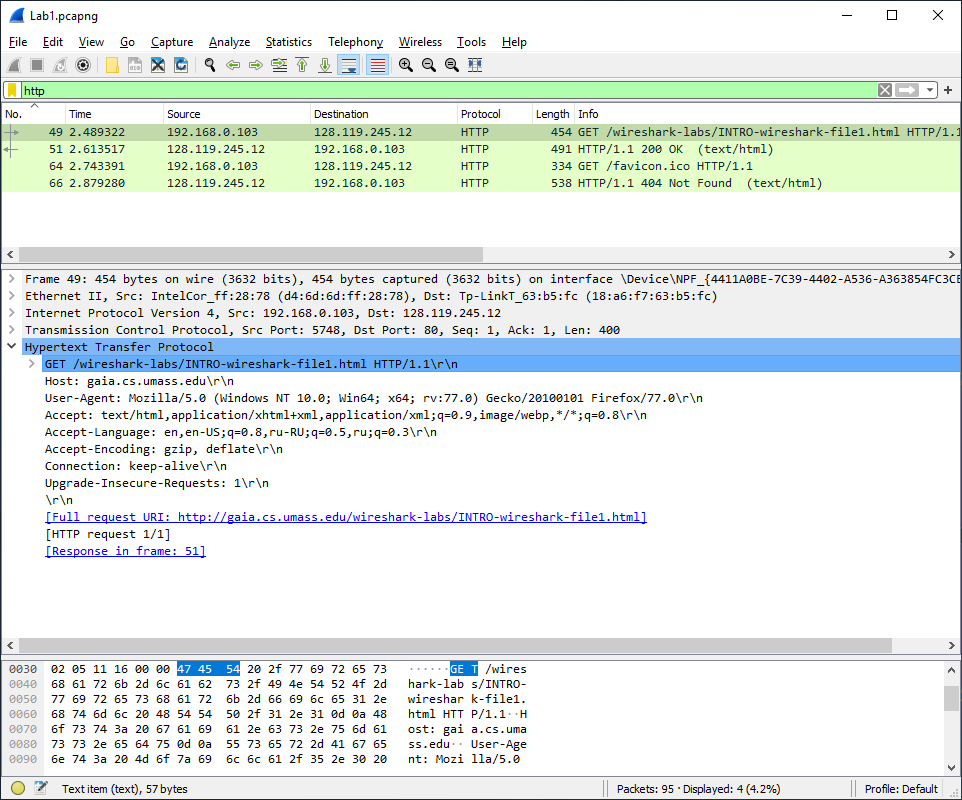 Lab1.pcapng
File Edit View Go Capture Analyze Statistics Telephony Wireless Tools Help
http
No. Time Source Destination Protocol Length Info
49 2.489322 192.168.0.103 128.119.245.12 HTTP 454 GET /wireshark-labs/INTRO-wireshark-file1.html HTTP/1.1
51 2.613517 128.119.245.12 192.168.0.103 HTTP 491 HTTP/1.1 200 OK (text/html)
64 2.743391 192.168.0.103 128.119.245.12 HTTP 334 GET /favicon.ico HTTP/1.1
66 2.879280 128.119.245.12 192.168.0.103 HTTP 538 HTTP/1.1 404 Not Found (text/html)
Frame 49: 454 bytes on wire (3632 bits), 454 bytes captured (3632 bits) on interface \Device\NPF_{4411A0BE-7C39-4402-A536-A363854FC3CE
Ethernet II, Src: IntelCor_ff:28:78 (d4:6d:6d:ff:28:78), Dst: Tp-LinkT_63:b5:fc (18:a6:f7:63:b5:fc)
Internet Protocol Version 4, Src: 192.168.0.103, Dst: 128.119.245.12
Transmission Control Protocol, Src Port: 5748, Dst Port: 80, Seq: 1, Ack: 1, Len: 400
Hypertext Transfer Protocol
GET /wireshark-labs/INTRO-wireshark-file1.html HTTP/1.1\r\n
Host: gaia.cs.umass.edu\r\n
User-Agent: Mozilla/5.0 (Windows NT 10.0; Win64; x64; rv:77.0) Gecko/20100101 Firefox/77.0\r\n
Accept: text/html,application/xhtml+xml,application/xml;q=0.9,image/webp,*/*;q=0.8\r\n
Accept-Language: en,en-US;q=0.8,ru-RU;q=0.5,ru;q=0.3\r\n
Accept-Encoding: gzip, deflate\r\n
Connection: keep-alive\r\n
Upgrade-Insecure-Requests: 1\r\n
\r\n
[Full request URI: http://gaia.cs.umass.edu/wireshark-labs/INTRO-wireshark-file1.html]
[HTTP request 1/1]
[Response in frame: 51]
0030 02 05 11 16 00 00 47 45 54 20 2f 77 69 72 65 73 ······GE T /wires
0040 68 61 72 6b 2d 6c 61 62 73 2f 49 4e 54 52 4f 2d hark-lab s/INTRO-
0050 77 69 72 65 73 68 61 72 6b 2d 66 69 6c 65 31 2e wireshar k-file1.
0060 68 74 6d 6c 20 48 54 54 50 2f 31 2e 31 0d 0a 48 html HTT P/1.1··H
0070 6f 73 74 3a 20 67 61 69 61 2e 63 73 2e 75 6d 61 ost: gai a.cs.uma
0080 73 73 2e 65 64 75 0d 0a 55 73 65 72 2d 41 67 65 ss.edu·· User-Age
0090 6e 74 3a 20 4d 6f 7a 69 6c 6c 61 2f 35 2e 30 20 nt: Mozi lla/5.0
Text item (text), 57 bytes Packets: 95 · Displayed: 4 (4.2%) Profile: Default